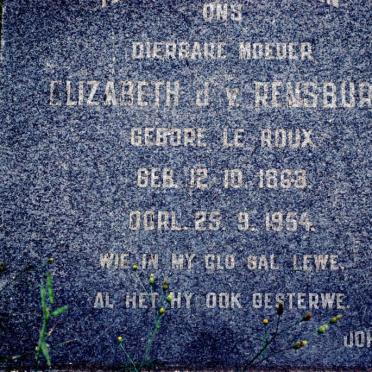 ONS
DIERBARE MOEDER
ELIZABETH J v. RENSBUR
GEBORE LE ROUX
GEB. 12. 10. 1868.
OORL. 25. 9. 1954.
WIE IN MY GLO SAL LEWE,
AL HET HY OOK GESTERWE.
JOH